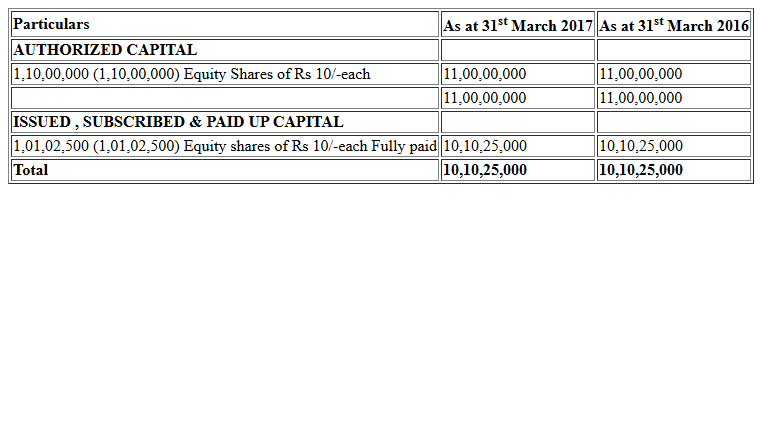 Particulars As at 31st March 2017 As at 31st March 2016
AUTHORIZED CAPITAL
1,10,00,000 (1,10,00,000) Equity Shares of Rs 10/-each 11,00,00,000 11,00,00,000
11,00,00,000 11,00,00,000
ISSUED , SUBSCRIBED & PAID UP CAPITAL
1,01,02,500 (1,01,02,500) Equity shares of Rs 10/-each Fully paid 10,10,25,000 10,10,25,000
Total 10,10,25,000 10,10,25,000